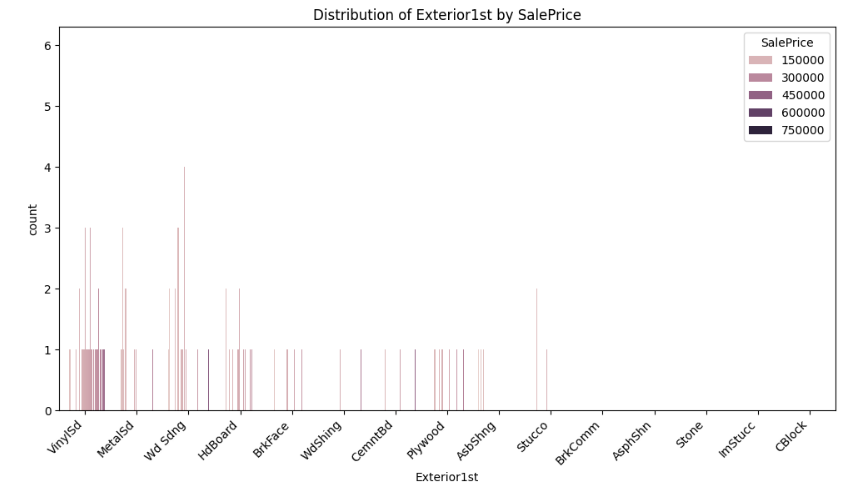 Distribution of Exterior1st by SalePrice
SalePrice
150000
300000
450000
600000
750000
6
5
4
3
2
1
0
count
VinylSd
MetalSd
Wd Sdng
HdBoard
BrkFace
WdShing
CemntBd
Plywood
AsbShng
Stucco
BrkComm
AsphShn
Stone
ImStucc
CBlock
Exterior1st